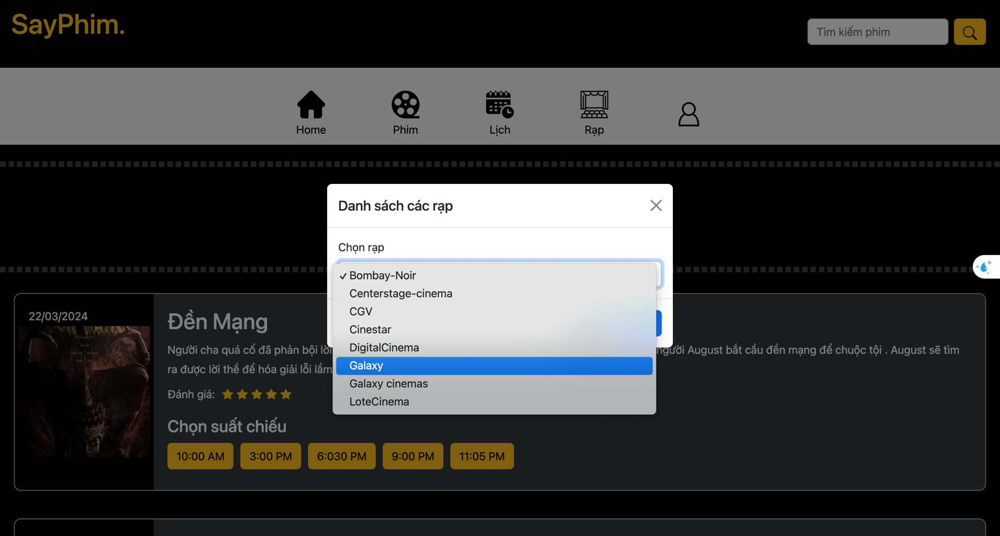 SayPhim.
Tìm kiếm phim
Home
Phim
Lịch
Rạp
Danh sách các rạp
Chọn rạp
✓ Bombay-Noir
Centerstage-cinema
CGV
Cinestar
DigitalCinema
Galaxy
Galaxy cinemas
LoteCinema
22/03/2024
Đền Mạng
Người cha quá cố đã phản bội lời
người August bắt cầu đền mạng để chuộc tội . August sẽ tìm
ra được lời thề để hóa giải lỗi lầm
Đánh giá:
Chọn suất chiếu
10:00 AM
3:00 PM
6:030 PM
9:00 PM
11:05 PM